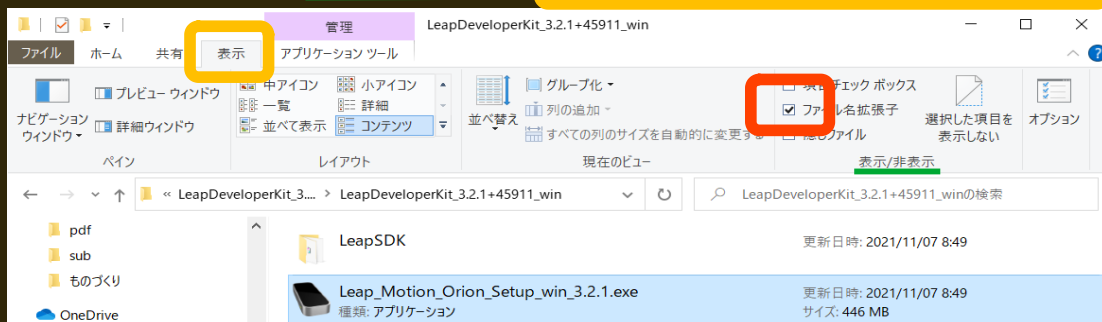 管理
LeapDeveloperKit_3.2.1+45911_win
ファイル
ホーム
共有
表示
アプリケーション ツール
プレビュー ウィンドウ
詳細ウィンドウ
ナビゲーション
ウィンドウ
ペイン
中アイコン
小アイコン
一覧
詳細
並べて表示
コンテンツ
レイアウト
並べ替え
グループ化
列の追加
すべての列のサイズを自動的に変更する
現在のビュー
項目チェック ボックス
ファイル名拡張子
隠しファイル
選択した項目を
表示しない
表示/非表示
オプション
« LeapDeveloperKit_3.... › LeapDeveloperKit_3.2.1+45911_win
LeapDeveloperKit_3.2.1+45911_winの検索
pdf
sub
ものづくり
OneDrive
LeapSDK
更新日時: 2021/11/07 8:49
Leap_Motion_Orion_Setup_win_3.2.1.exe
種類: アプリケーション
更新日時: 2021/11/07 8:49
サイズ: 446 MB